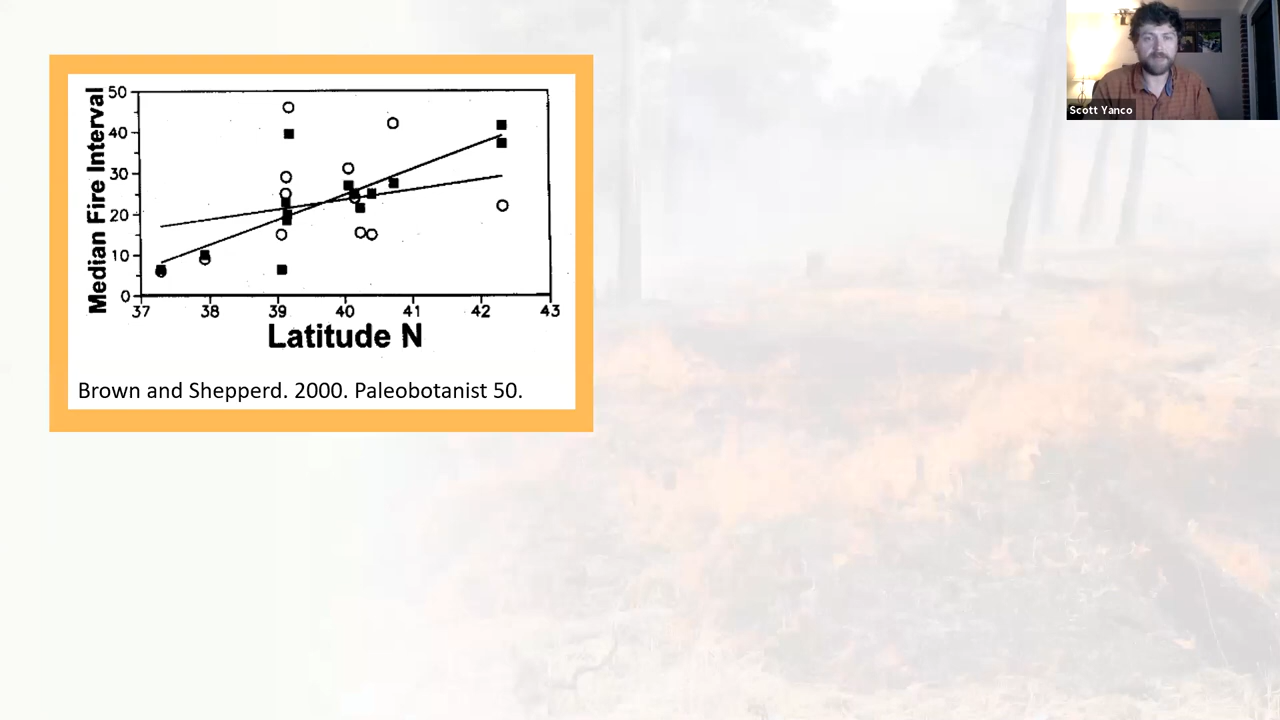 Scott Yanco
Median Fire Interval
50
40
30
20
10
0
37 38 39 40 41 42 43
Latitude N
Brown and Shepperd. 2000. Paleobotanist 50.